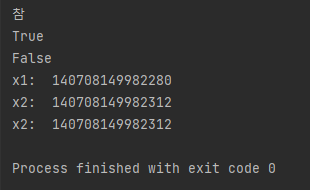 참
True
False
x1:  140708149982280
x2:  140708149982312
x2:  140708149982312
Process finished with exit code 0